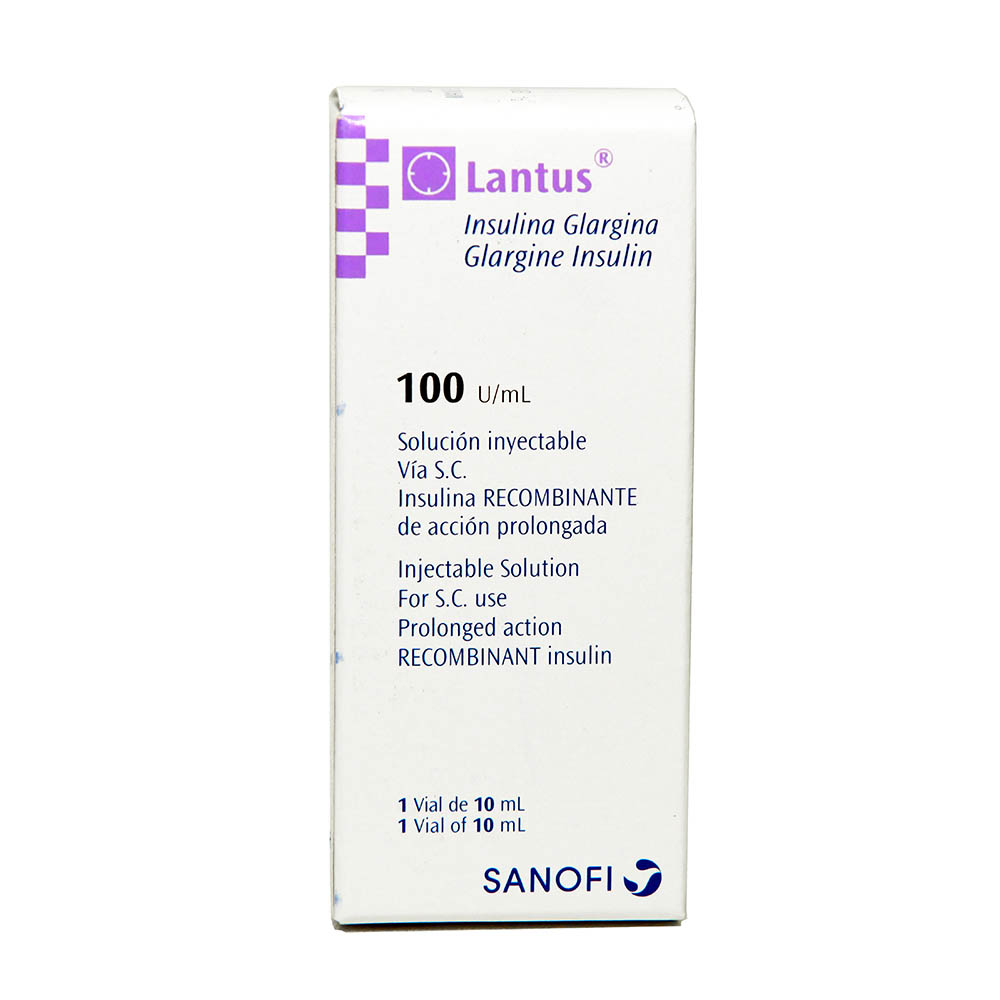 Lantus®
Insulina Glargina
Glargine Insulin
100 U/mL
Solución inyectable
Vía S.C.
Insulina RECOMBINANTE
de acción prolongada
Injectable Solution
For S.C. use
Prolonged action
RECOMBINANT insulin
1 Vial de 10 mL
1 Vial of 10 mL
SANOFI